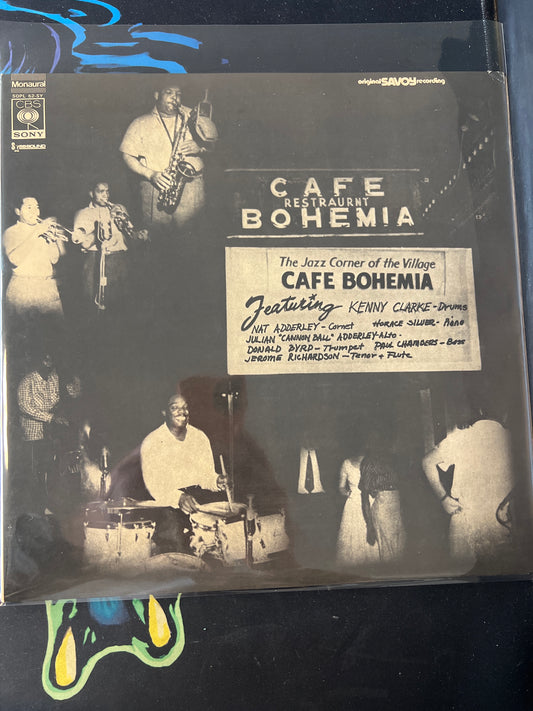 Monaural
SOPL 52-SY
CBS
SONY
original SAVOY recording
CAFE
RESTRAURNT
BOHEMIA
The Jazz Corner of the Village
CAFE BOHEMIA
Featuring KENNY CLARKE-Drums
NAT ADDERLEY-Cornet HORACE SILVER-Piano
JULIAN "CANNON BALL" ADDERLEY-Alto-
DONALD BYRD-Trumpet PAUL CHAMBERS-Bass
JEROME RICHARDSON-Tenor + Flute